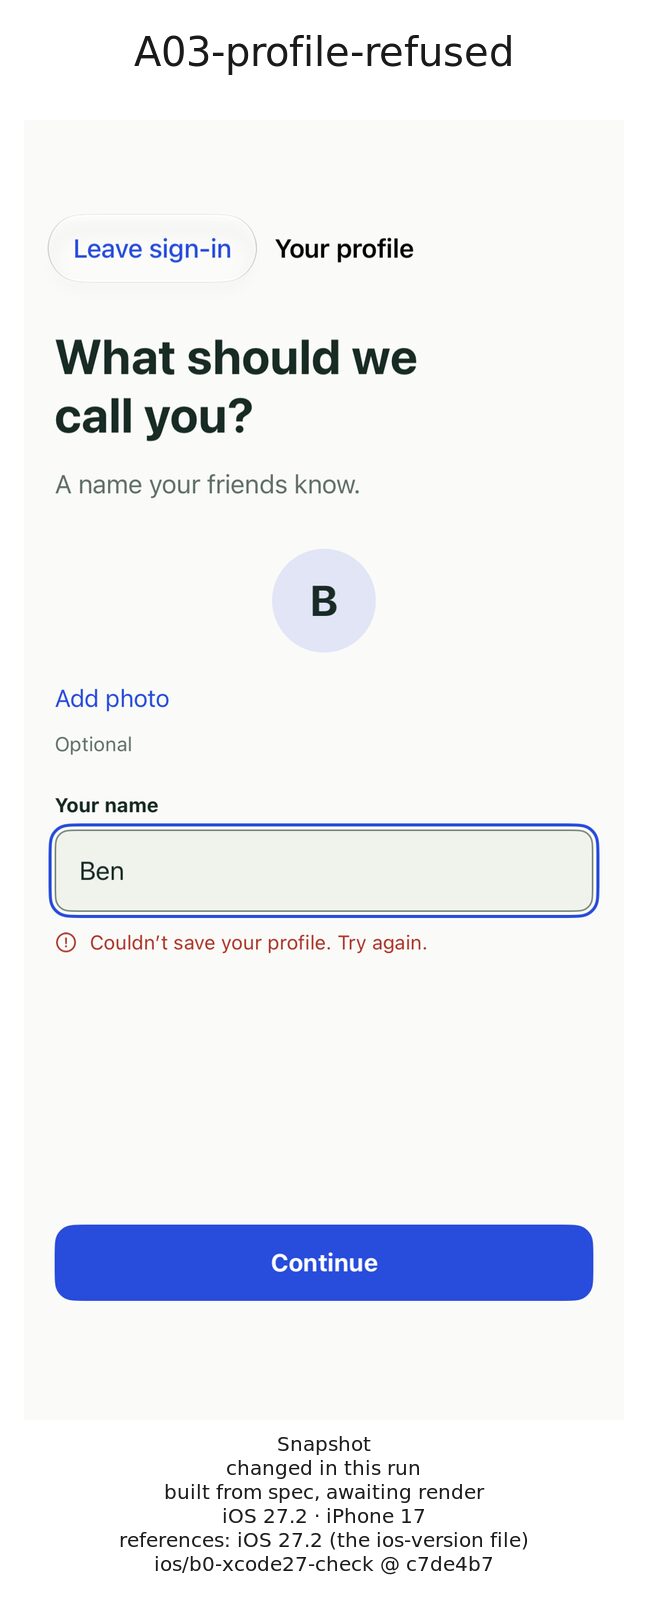 A03-profile-refused
Leave sign-in Your profile
What should we
call you?
A name your friends know.
B
Add photo
Optional
Your name
Ben
Couldn’t save your profile. Try again.
Continue
Snapshot
changed in this run
built from spec, awaiting render
iOS 27.2 · iPhone 17
references: iOS 27.2 (the ios-version file)
ios/b0-xcode27-check @ c7de4b7